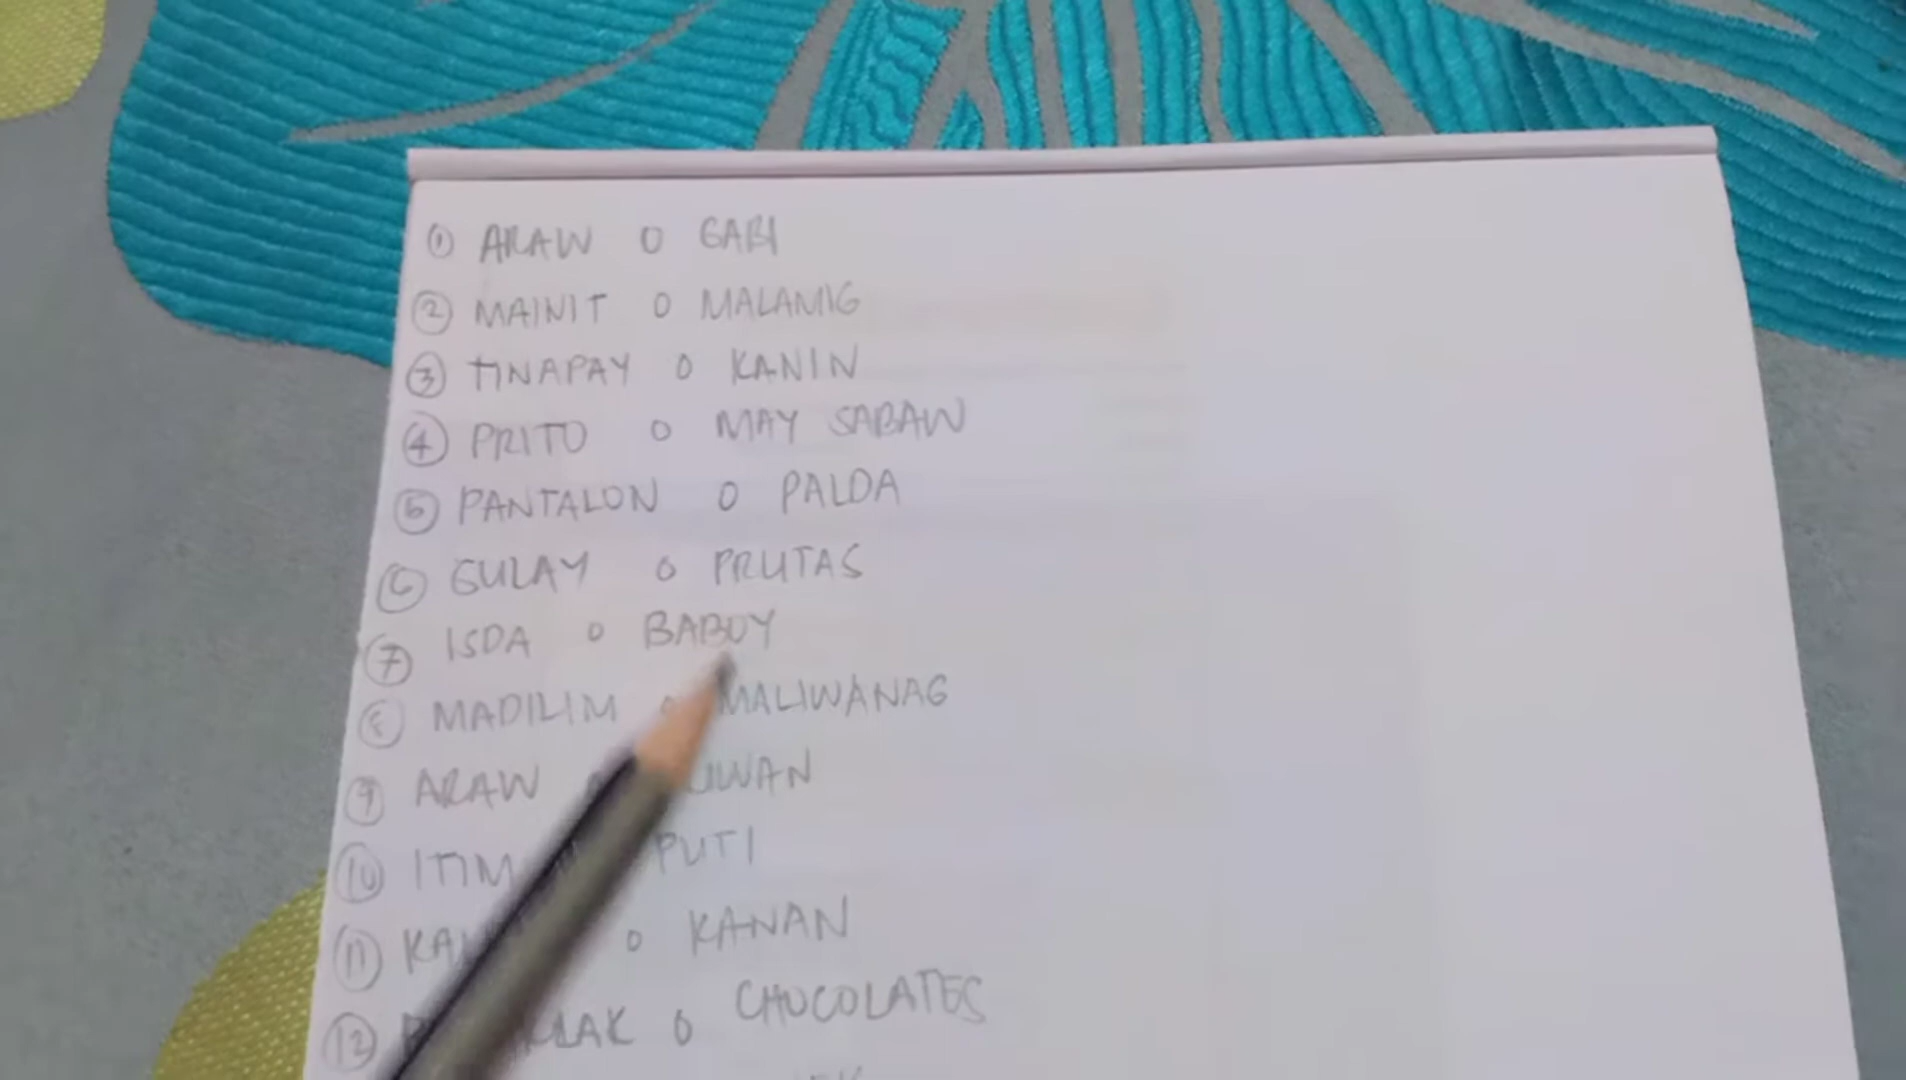 ① ARAW O GABI
② MAINIT O MALAMIG
③ TINAPAY O KANIN
④ PRITO O MAY SABAW
⑤ PANTALON O PALDA
⑥ GULAY O PRUTAS
⑦ ISDA O BABOY
⑧ MADILIM O MALIWANAG
⑨ ARAW
⑩ ITIM PUTI
⑪ O KANAN
⑫ O CHOCOLATES